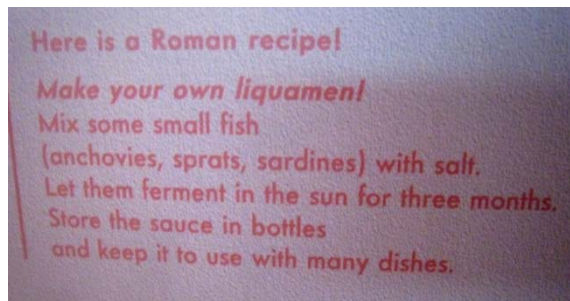 Here is a Roman recipe!
Make your own liquamen!
Mix some small fish
(anchovies, sprats, sardines) with salt.
Let them ferment in the sun for three months.
Store the sauce in bottles
and keep it to use with many dishes.